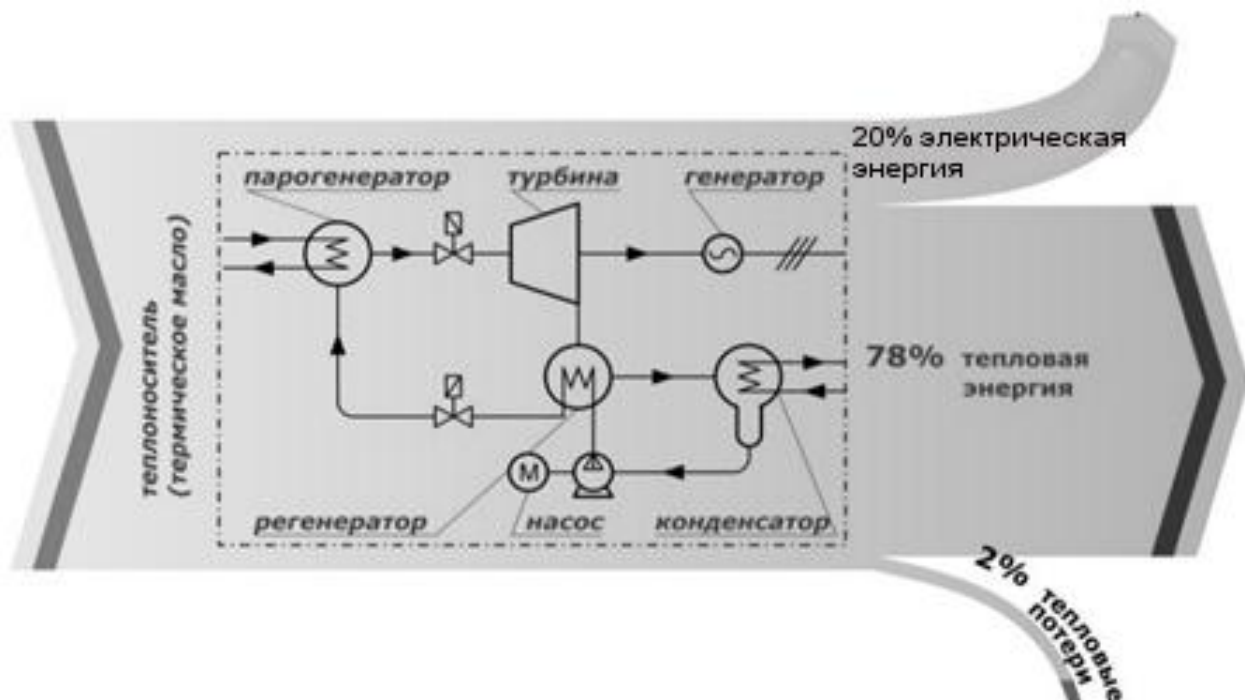 20% электрическая
энергия
парогенератор
турбина
генератор
теплоноситель
(термическое масло)
78% тепловая
энергия
M
регенератор
насос
конденсатор
2% тепловые
потери